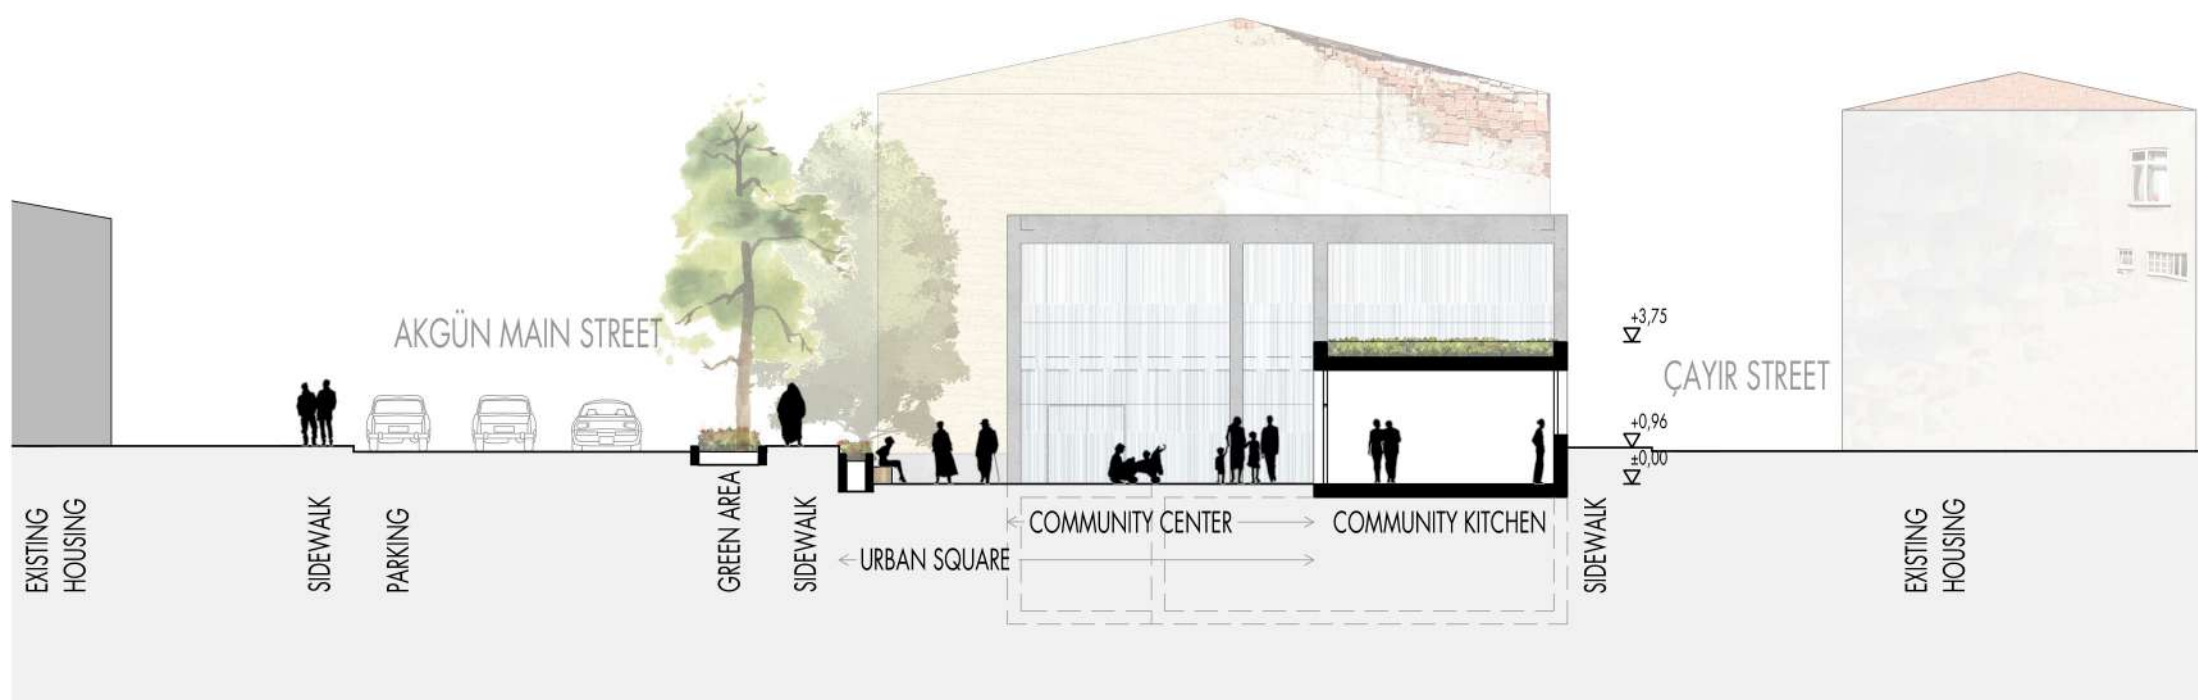 AKGÜN MAIN STREET
+3,75
ÇAYIR STREET
+0,96
±0,00
EXISTING
HOUSING
SIDEWALK
PARKING
GREEN AREA
SIDEWALK
COMMUNITY CENTER
COMMUNITY KITCHEN
URBAN SQUARE
SIDEWALK
EXISTING
HOUSING